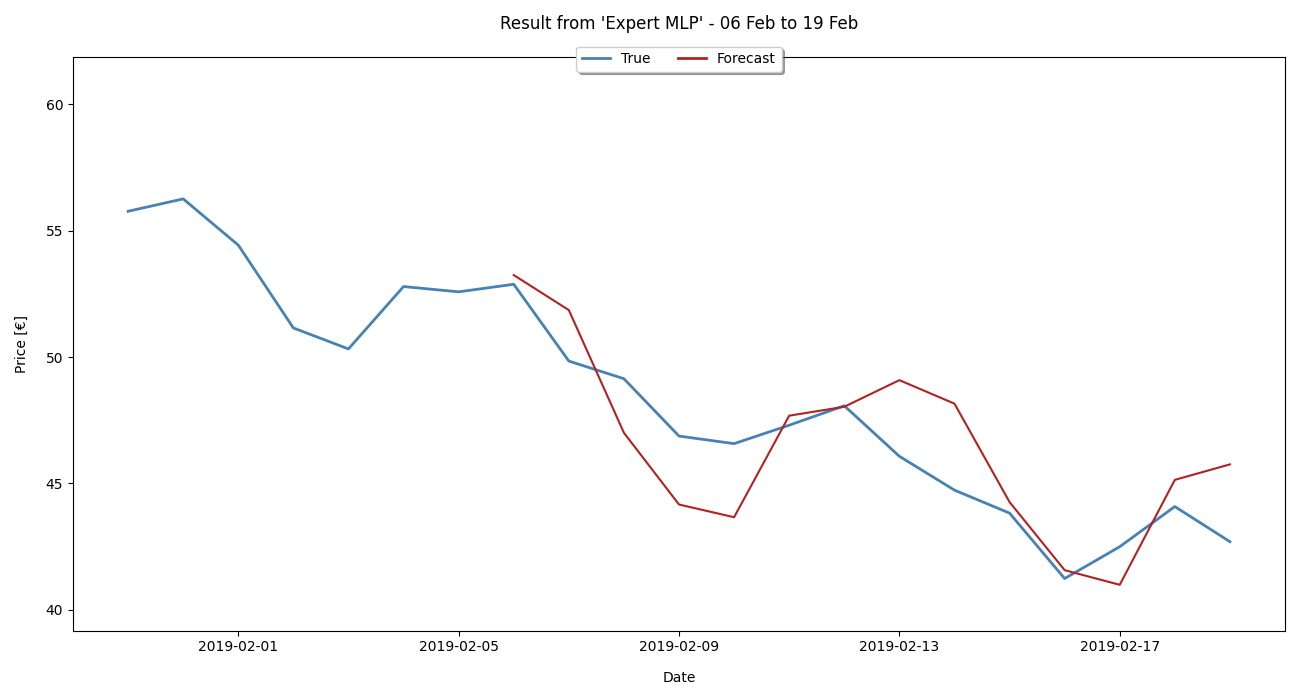 Result from 'Expert MLP' - 06 Feb to 19 Feb
True Forecast
60
55
50
45
40
Price [€]
2019-02-01 2019-02-05 2019-02-09 2019-02-13 2019-02-17
Date